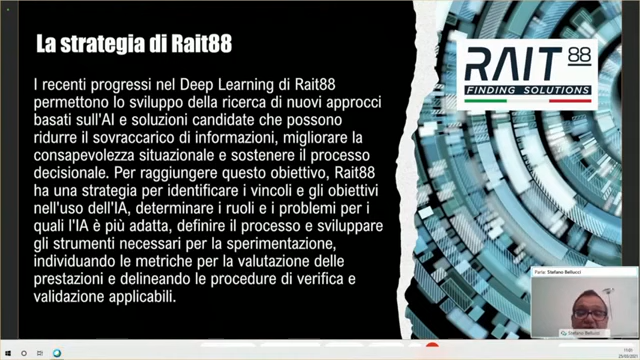 La strategia di Rait88
I recenti progressi nel Deep Learning di Rait88
permettono lo sviluppo della ricerca di nuovi approcci
basati sull'AI e soluzioni candidate che possono
ridurre il sovraccarico di informazioni, migliorare la
consapevolezza situazionale e sostenere il processo
decisionale. Per raggiungere questo obiettivo, Rait88
ha una strategia per identificare i vincoli e gli obiettivi
nell'uso dell'IA, determinare i ruoli e i problemi per i
quali l'IA è più adatta, definire il processo e sviluppare
gli strumenti necessari per la sperimentazione,
individuando le metriche per la valutazione delle
prestazioni e delineando le procedure di verifica e
validazione applicabili.
RAIT 88
FINDING SOLUTIONS
Parla: Stefano Bellucci
Stefano Bellucci